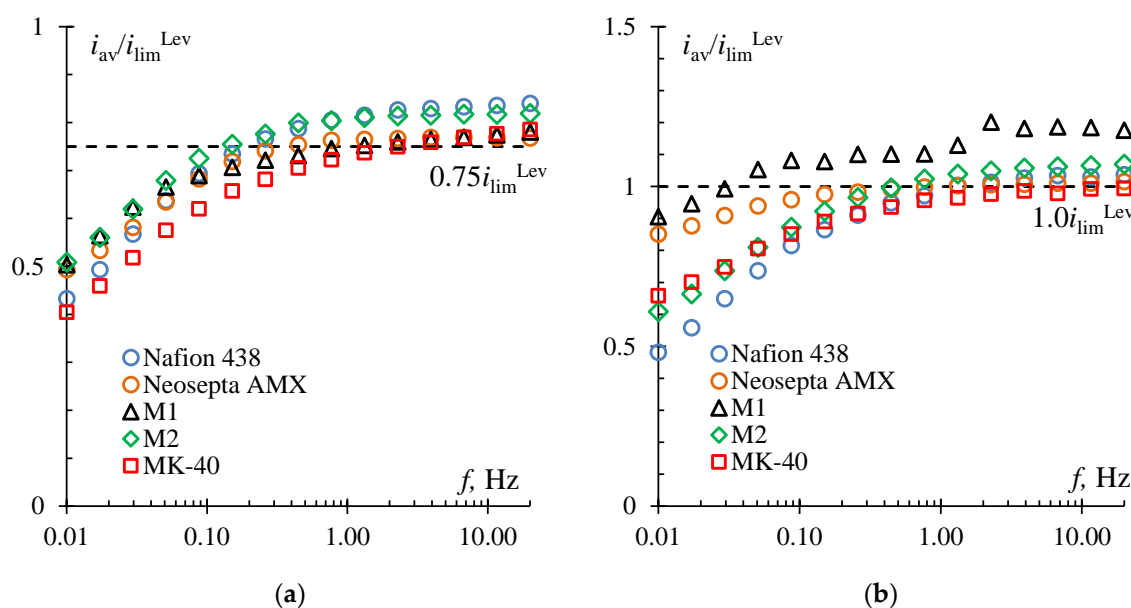 1
i_av/i_lim^Lev
0.75i_lim^Lev
0.5
Nafion 438
Neosepta AMX
M1
M2
MK-40
f, Hz
0
0.01
0.10
1.00
10.00
(a)
1.5
i_av/i_lim^Lev
1
1.0i_lim^Lev
0.5
Nafion 438
Neosepta AMX
M1
M2
MK-40
f, Hz
0
0.01
0.10
1.00
10.00
(b)